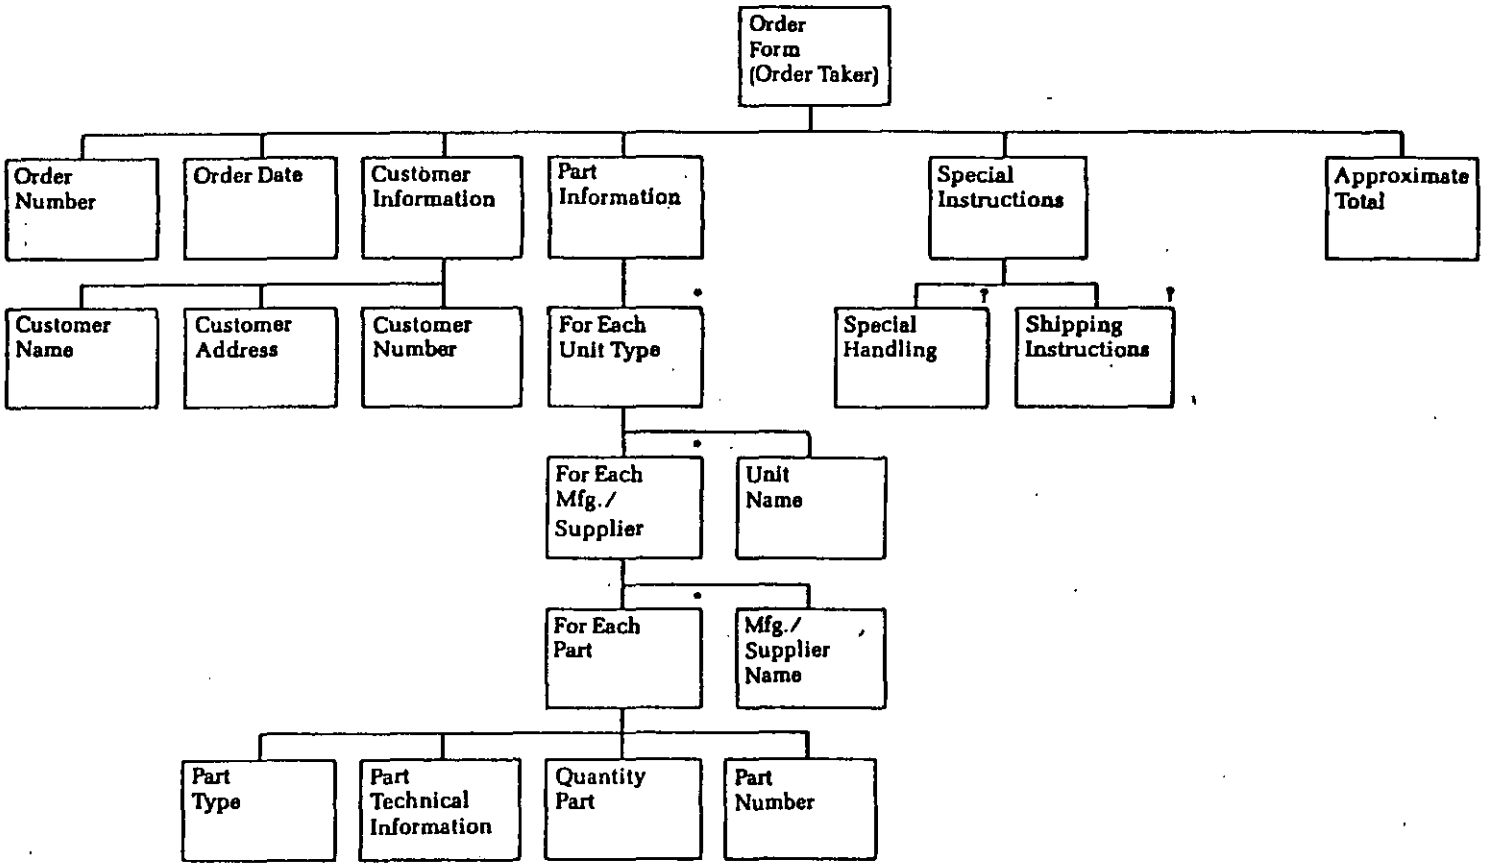 Order
Form
(Order Taker)
Order
Number
Order Date
Customer
Information
Part
Information
Special
Instructions
Approximate
Total
Customer
Name
Customer
Address
Customer
Number
*
For Each
Unit Type
?
Special
Handling
?
Shipping
Instructions
*
For Each
Mfg./
Supplier
Unit
Name
*
For Each
Part
Mfg./
Supplier
Name
Part
Type
Part
Technical
Information
Quantity
Part
Part
Number